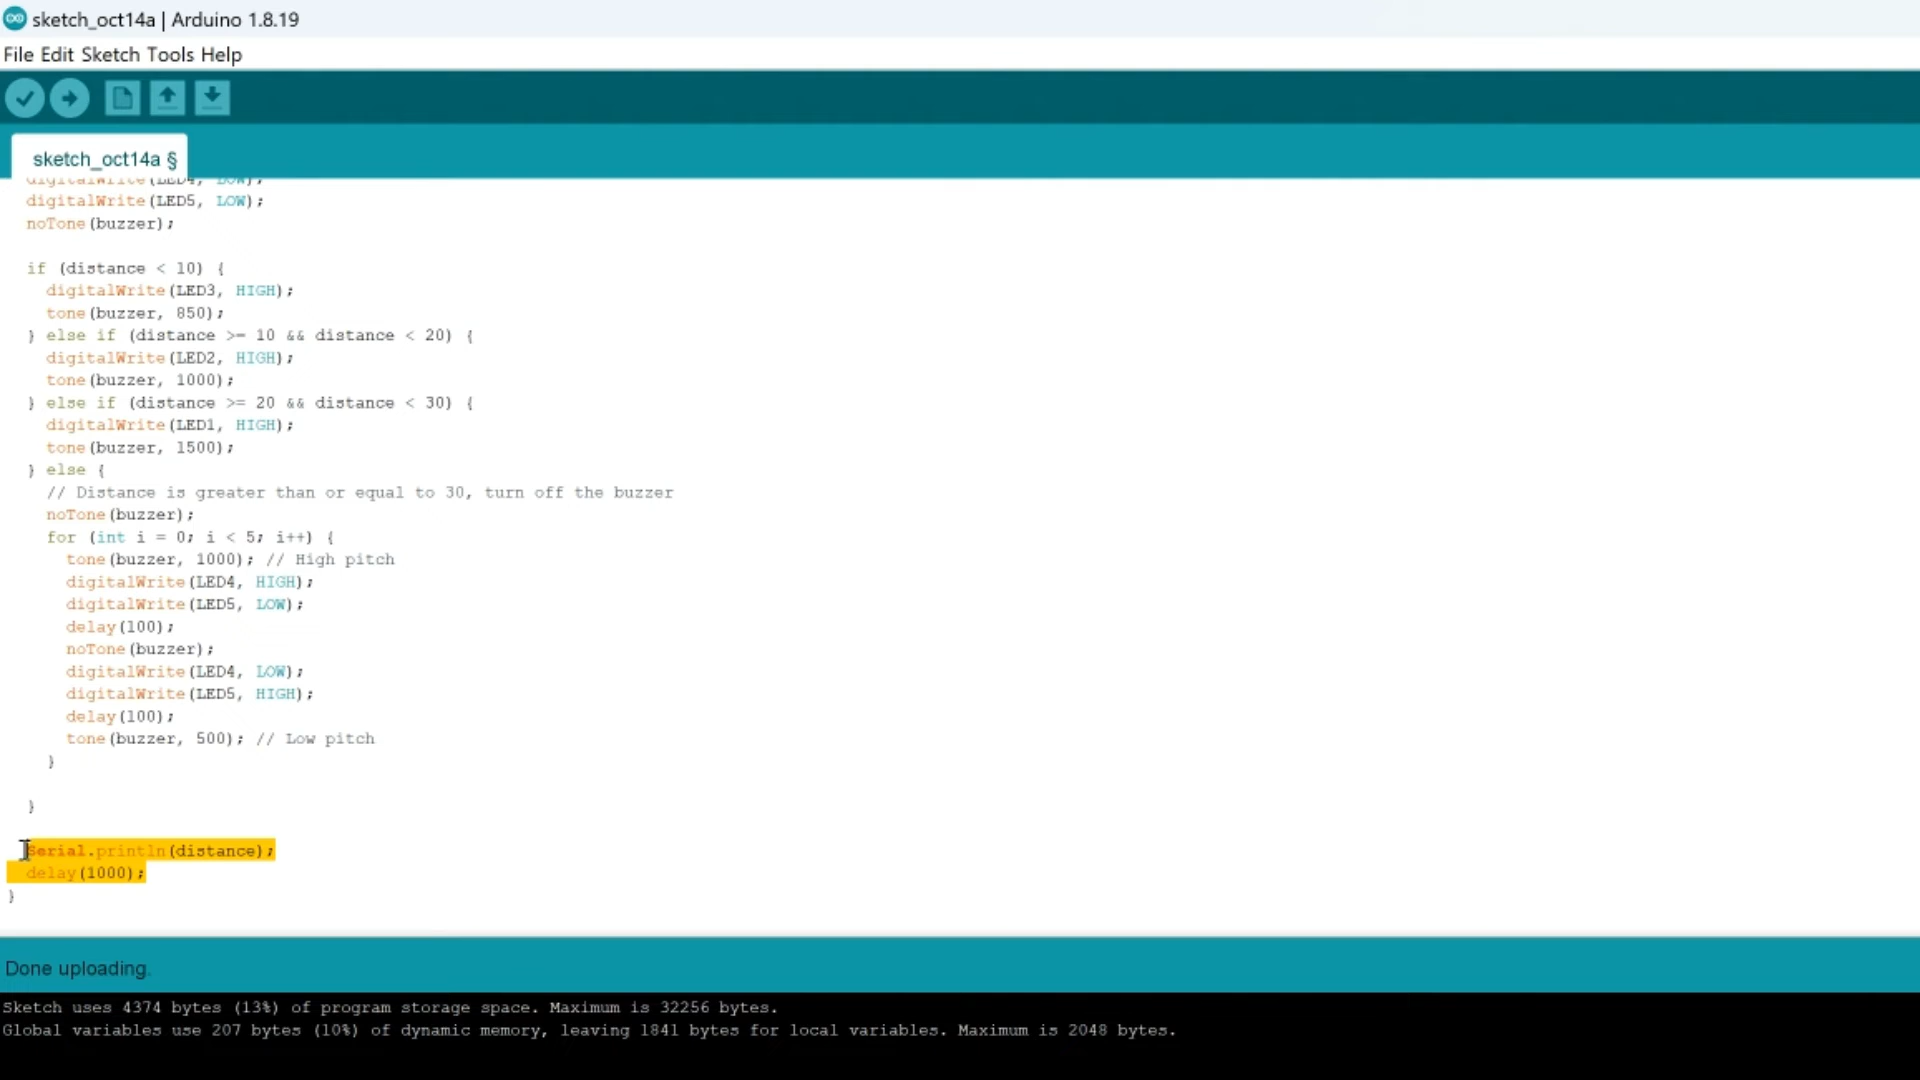 sketch_oct14a | Arduino 1.8.19
File Edit Sketch Tools Help
sketch_oct14a §
digitalWrite(LED4, LOW);
digitalWrite(LED5, LOW);
noTone(buzzer);
if (distance < 10) {
digitalWrite(LED3, HIGH);
tone(buzzer, 850);
} else if (distance >= 10 && distance < 20) {
digitalWrite(LED2, HIGH);
tone(buzzer, 1000);
} else if (distance >= 20 && distance < 30) {
digitalWrite(LED1, HIGH);
tone(buzzer, 1500);
} else {
// Distance is greater than or equal to 30, turn off the buzzer
noTone(buzzer);
for (int i = 0; i < 5; i++) {
tone(buzzer, 1000); // High pitch
digitalWrite(LED4, HIGH);
digitalWrite(LED5, LOW);
delay(100);
noTone(buzzer);
digitalWrite(LED4, LOW);
digitalWrite(LED5, HIGH);
delay(100);
tone(buzzer, 500); // Low pitch
}
}
Serial.println(distance);
delay(1000);
}
Done uploading.
Sketch uses 4374 bytes (13%) of program storage space. Maximum is 32256 bytes.
Global variables use 207 bytes (10%) of dynamic memory, leaving 1841 bytes for local variables. Maximum is 2048 bytes.